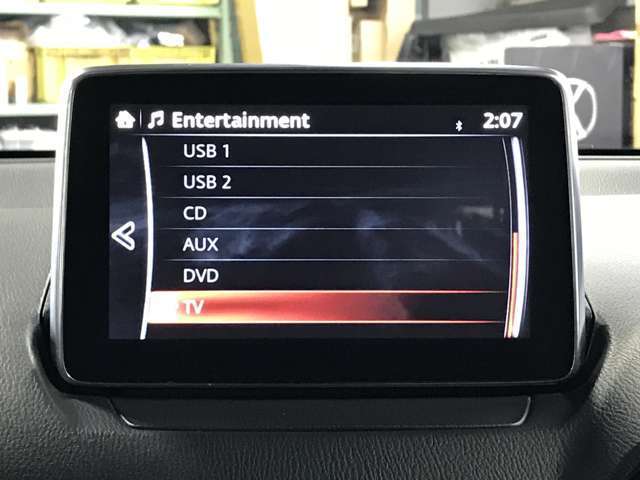 Entertainment 2:07
USB 1
USB 2
CD
AUX
DVD
TV